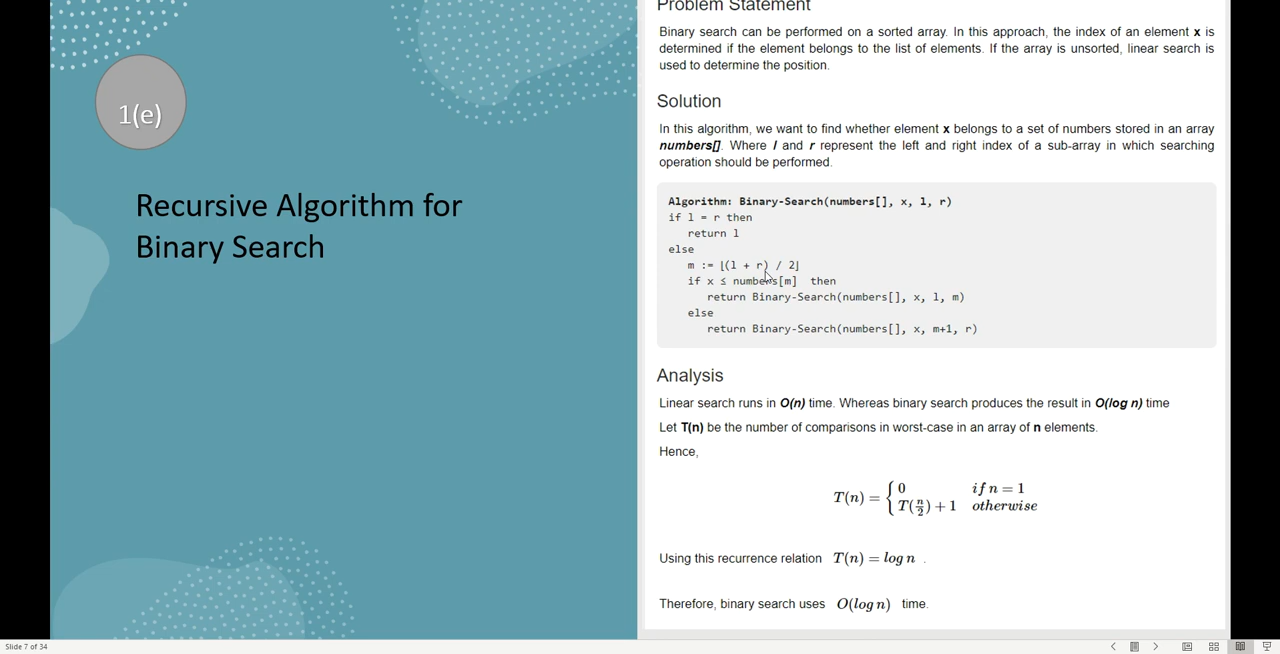 1(e)
Recursive Algorithm for
Binary Search
Problem Statement
Binary search can be performed on a sorted array. In this approach, the index of an element x is
determined if the element belongs to the list of elements. If the array is unsorted, linear search is
used to determine the position.
Solution
In this algorithm, we want to find whether element x belongs to a set of numbers stored in an array
numbers[]. Where l and r represent the left and right index of a sub-array in which searching
operation should be performed.
Algorithm: Binary-Search(numbers[], x, l, r)
if l = r then
return l
else
m := ⌊(l + r) / 2⌋
if x ≤ numbers[m] then
return Binary-Search(numbers[], x, l, m)
else
return Binary-Search(numbers[], x, m+1, r)
Analysis
Linear search runs in O(n) time. Whereas binary search produces the result in O(log n) time
Let T(n) be the number of comparisons in worst-case in an array of n elements.
Hence,
T(n) = { 0 if n = 1
T(n/2) + 1 otherwise
Using this recurrence relation T(n) = log n .
Therefore, binary search uses O(log n) time.
Slide 7 of 34